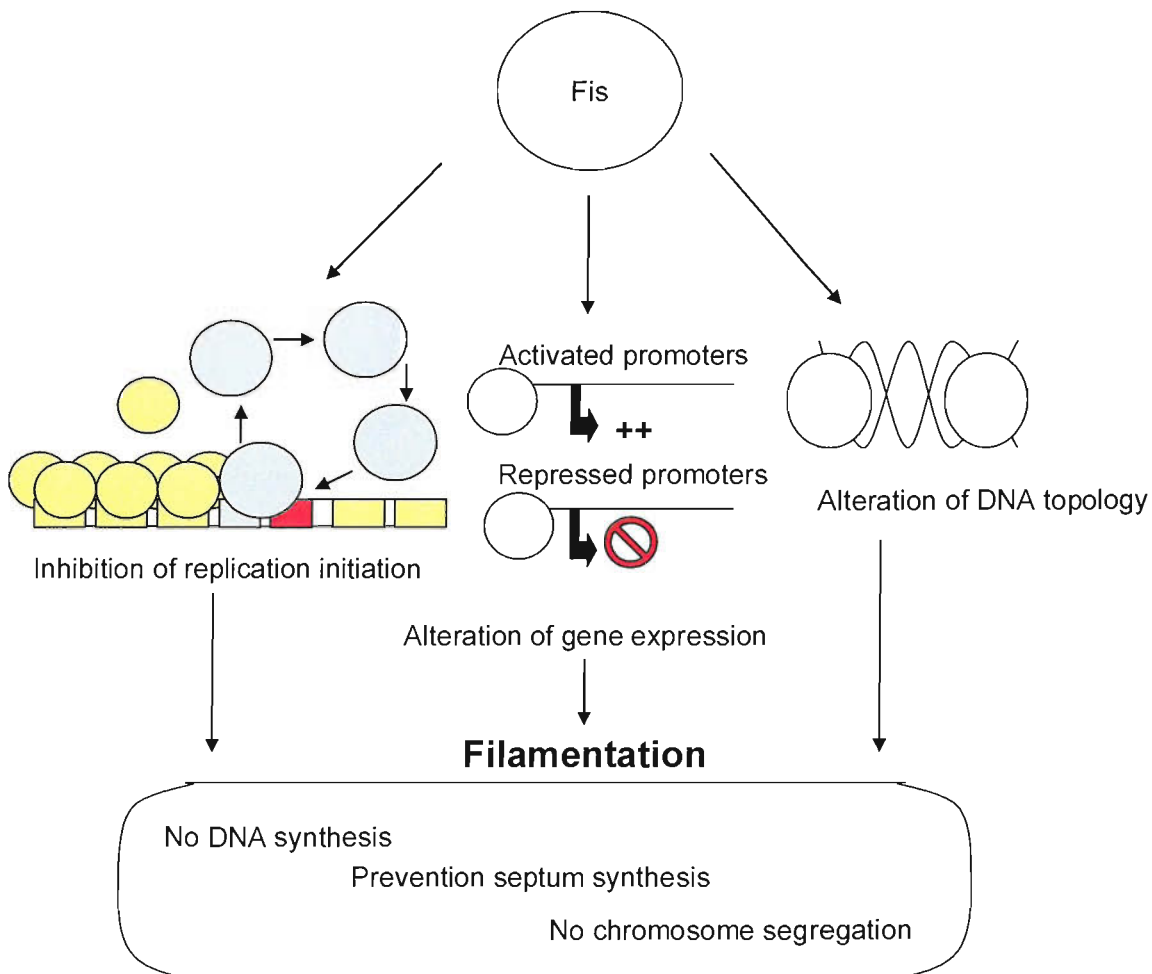 Fis
Activated promoters
++
Repressed promoters
Alteration of DNA topology
Inhibition of replication initiation
Alteration of gene expression
Filamentation
No DNA synthesis
Prevention septum synthesis
No chromosome segregation